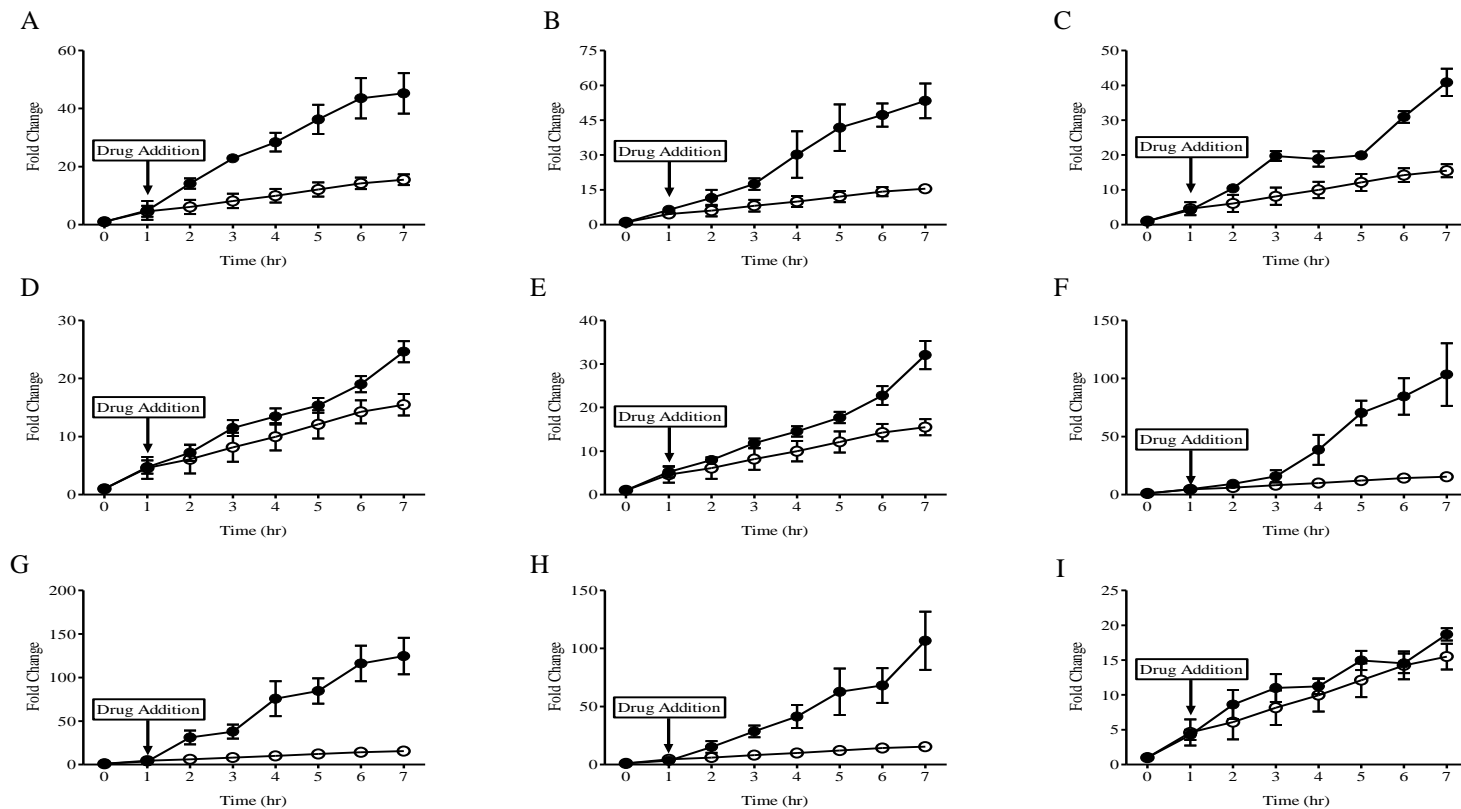 A
60
40
20
0
Fold Change
Drug Addition
0 1 2 3 4 5 6 7
Time (hr)
B
75
60
45
30
15
0
Fold Change
Drug Addition
0 1 2 3 4 5 6 7
Time (hr)
C
50
40
30
20
10
0
Fold Change
Drug Addition
0 1 2 3 4 5 6 7
Time (hr)
D
30
20
10
0
Fold Change
Drug Addition
0 1 2 3 4 5 6 7
Time (hr)
E
40
30
20
10
0
Fold Change
Drug Addition
0 1 2 3 4 5 6 7
Time (hr)
F
150
100
50
0
Fold Change
Drug Addition
0 1 2 3 4 5 6 7
Time (hr)
G
200
150
100
50
0
Fold Change
Drug Addition
0 1 2 3 4 5 6 7
Time (hr)
H
150
100
50
0
Fold Change
Drug Addition
0 1 2 3 4 5 6 7
Time (hr)
I
25
20
15
10
5
0
Fold Change
Drug Addition
0 1 2 3 4 5 6 7
Time (hr)